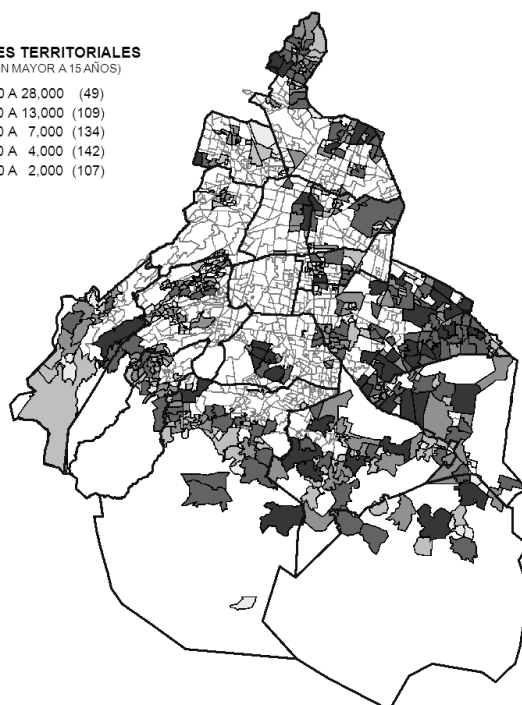 ES TERRITORIALES
N MAYOR A 15 AÑOS)
0 A 28,000 (49)
0 A 13,000 (109)
0 A 7,000 (134)
0 A 4,000 (142)
0 A 2,000 (107)